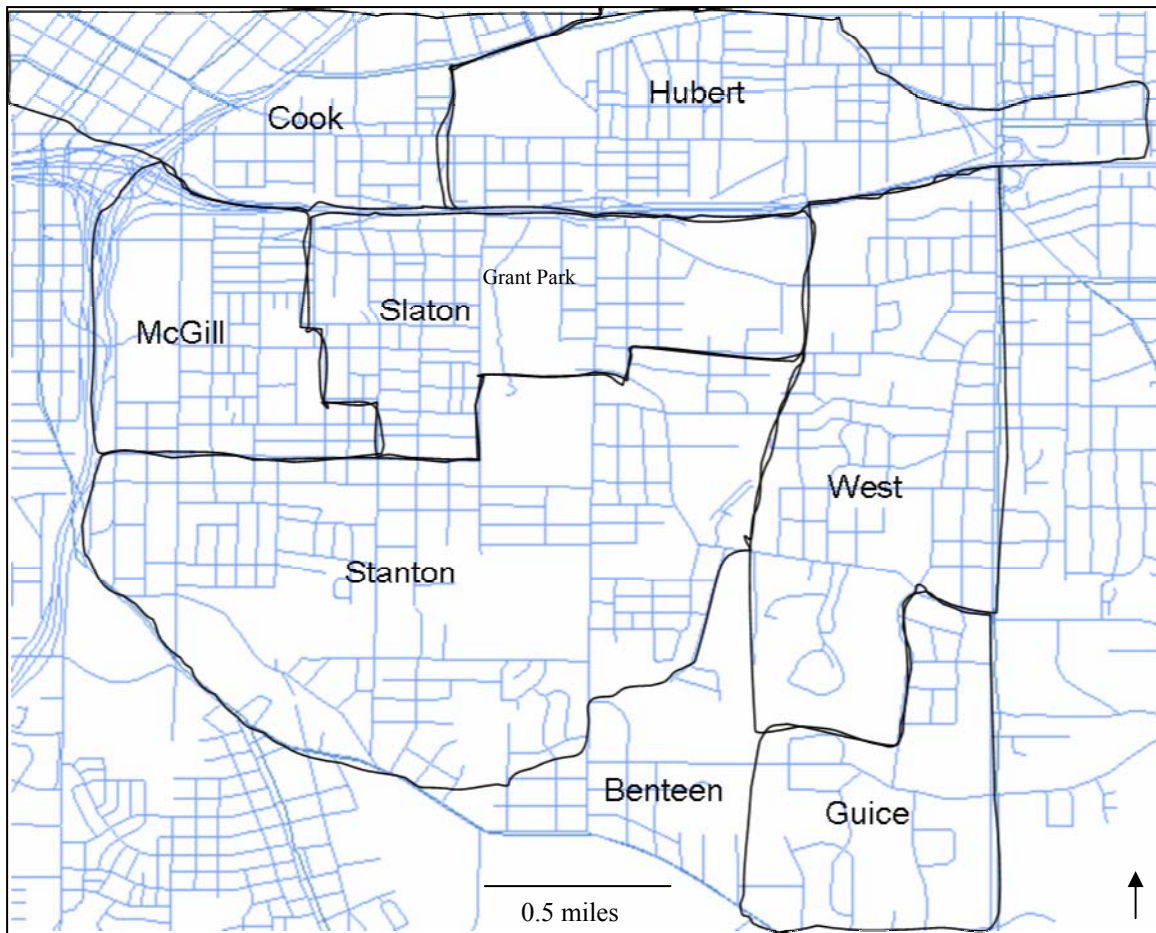 Hubert
Cook
Grant Park
Slaton
McGill
West
Stanton
Benteen
Guice
0.5 miles